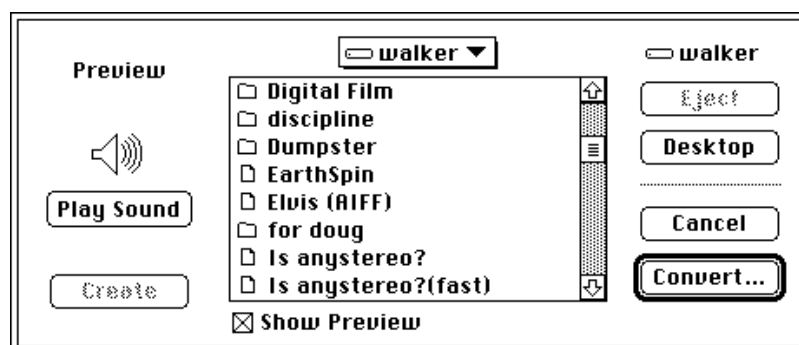 Preview
Play Sound
Create
walker
Digital Film
discipline
Dumpster
EarthSpin
Elvis (AIFF)
for doug
Is anystereo?
Is anystereo?(fast)
Show Preview
walker
Eject
Desktop
Cancel
Convert...